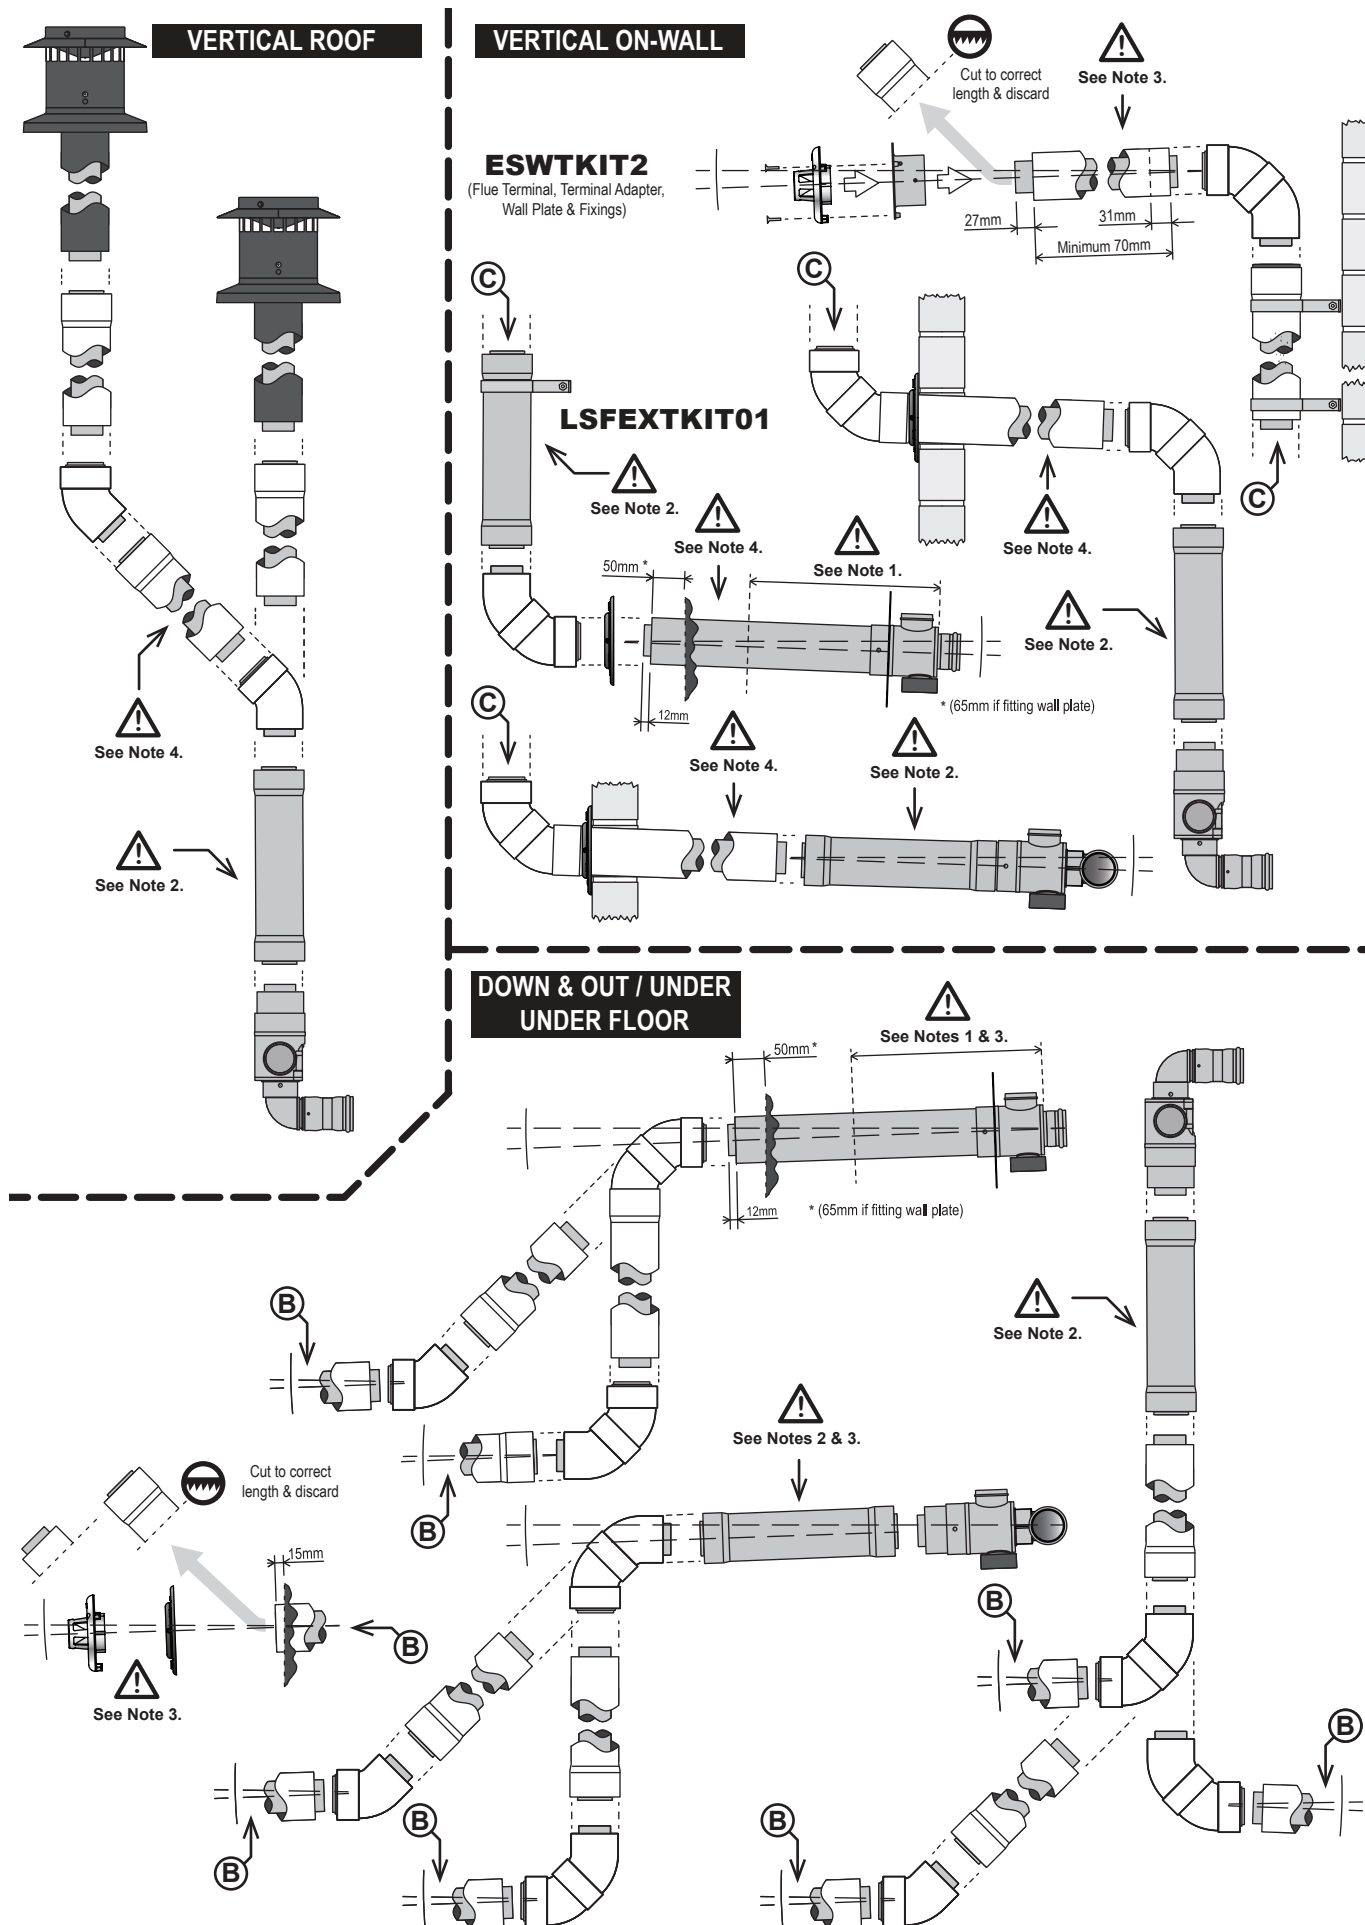 VERTICAL ROOF
See Note 4.
See Note 2.
VERTICAL ON-WALL
Cut to correct
length & discard
See Note 3.
ESWTKIT2
(Flue Terminal, Terminal Adapter,
Wall Plate & Fixings)
27mm
31mm
Minimum 70mm
C
C
C
LSFEXTKIT01
See Note 2.
See Note 4.
See Note 4.
See Note 1.
50mm *
See Note 2.
12mm
* (65mm if fitting wall plate)
C
See Note 4.
See Note 2.
DOWN & OUT / UNDER
UNDER FLOOR
See Notes 1 & 3.
50mm *
12mm
* (65mm if fitting wall plate)
B
See Note 2.
See Notes 2 & 3.
B
Cut to correct
length & discard
15mm
B
See Note 3.
B
B
B
B
B